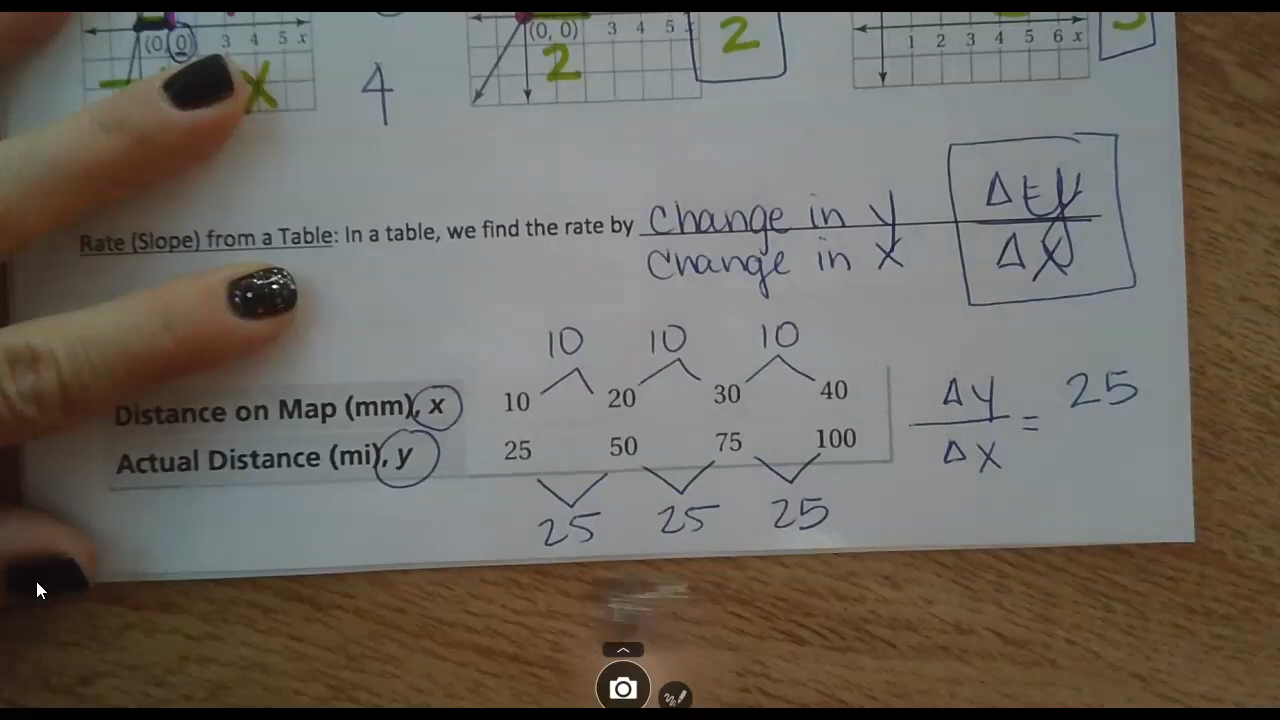 (0, 0) 3 4 5 x
(0, 0) 3 4 5
2
1 2 3 4 5 6 x
x
4
2
Rate (Slope) from a Table: In a table, we find the rate by Change in y
Change in x
Δy
Δx
10 10 10
Distance on Map (mm), x 10 20 30 40
Actual Distance (mi), y 25 50 75 100
25 25 25
Δy = 25
Δx